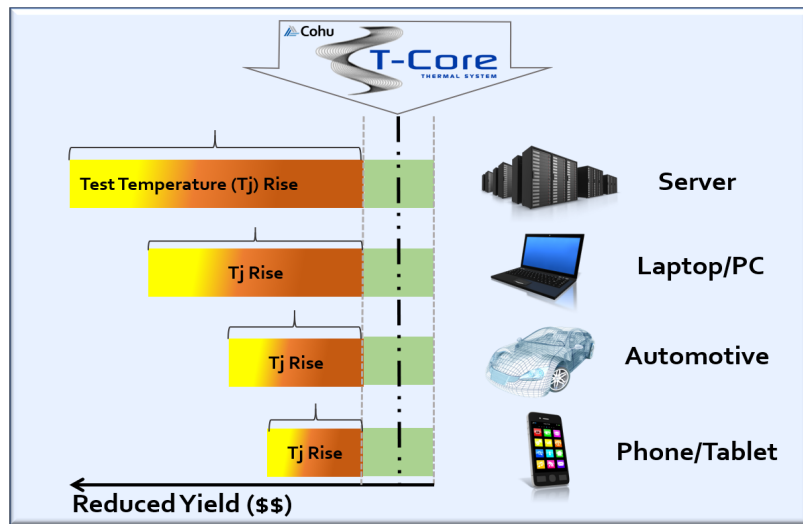 Cohu
T-Core
THERMAL SYSTEM
Test Temperature (Tj) Rise
Server
Tj Rise
Laptop/PC
Tj Rise
Automotive
Tj Rise
Phone/Tablet
Reduced Yield ($$)